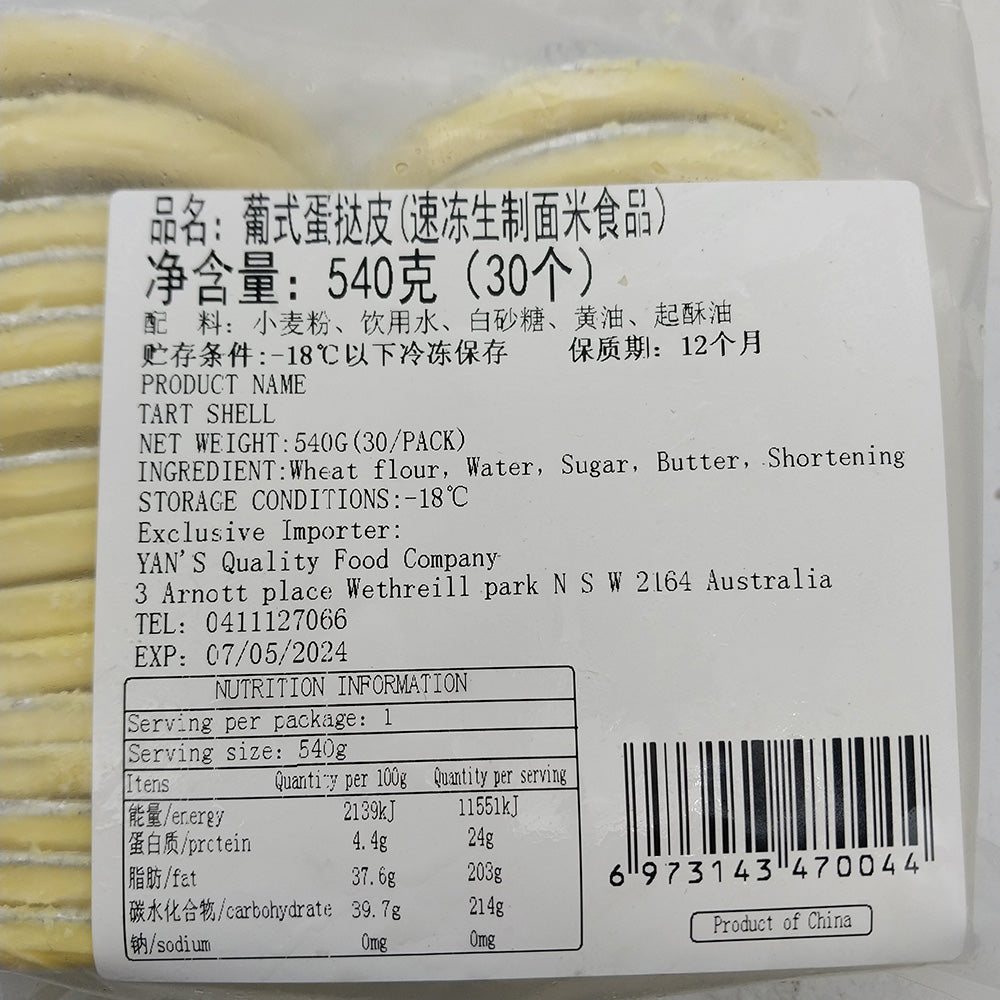 品名: 葡式蛋挞皮(速冻生制面米食品)
净含量: 540克 (30个)
配 料: 小麦粉、饮用水、白砂糖、黄油、起酥油
贮存条件:-18℃以下冷冻保存 保质期: 12个月
PRODUCT NAME
TART SHELL
NET WEIGHT:540G(30/PACK)
INGREDIENT:Wheat flour, Water, Sugar, Butter, Shortening
STORAGE CONDITIONS:-18℃
Exclusive Importer:
YAN'S Quality Food Company
3 Arnott place Wethreill park N S W 2164 Australia
TEL: 0411127066
EXP: 07/05/2024
NUTRITION INFORMATION
Serving per package: 1
Serving size: 540g
Itens Quantity per 100g Quantity per serving
能量/energy 2139kJ 11551kJ
蛋白质/prctein 4.4g 24g
脂肪/fat 37.6g 203g
碳水化合物/carbohydrate 39.7g 214g
钠/sodium 0mg 0mg
6 973143 470044
Product of China